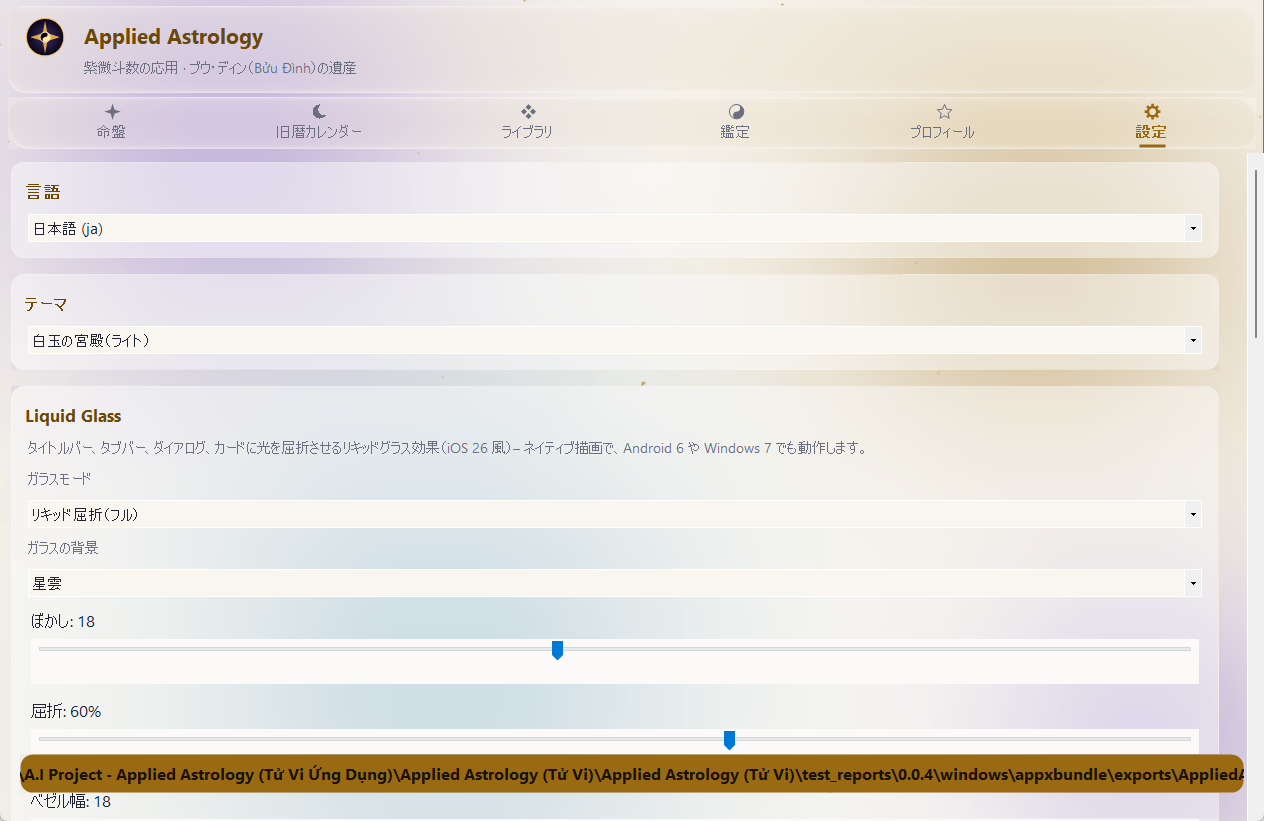 Applied Astrology
紫微斗数の応用 · ブウ・ディン(Bửu Đình)の遺産
命盤
旧暦カレンダー
ライブラリ
鑑定
プロフィール
設定
言語
日本語 (ja)
テーマ
白玉の宮殿(ライト)
Liquid Glass
タイトルバー、タブバー、ダイアログ、カードに光を屈折させるリキッドグラス効果(iOS 26 風) – ネイティブ描画で、Android 6 や Windows 7 でも動作します。
ガラスモード
リキッド屈折(フル)
ガラスの背景
星雲
ぼかし: 18
屈折: 60%
\A.I Project - Applied Astrology (Tử Vi Ứng Dụng)\Applied Astrology (Tử Vi)\Applied Astrology (Tử Vi)\test_reports\0.0.4\windows\appxbundle\exports\Applied
ベゼル幅: 18